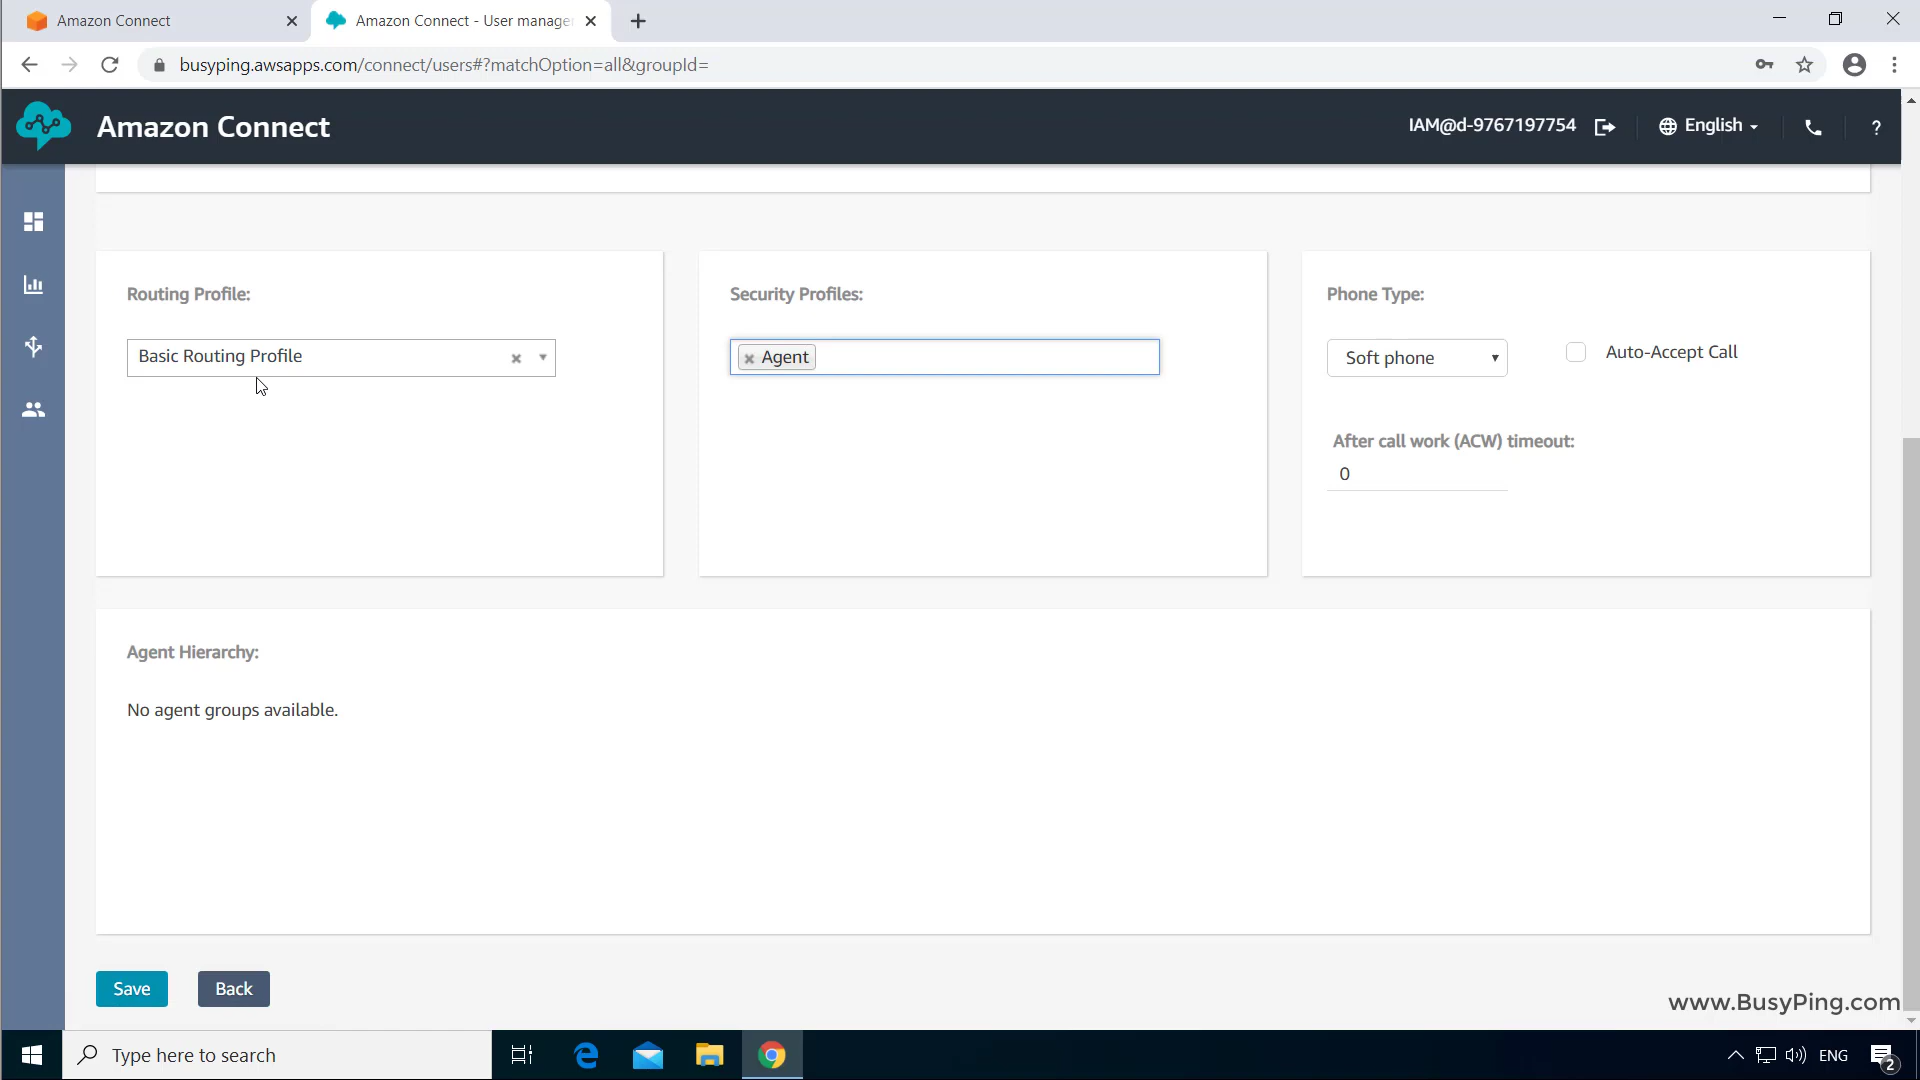 Amazon Connect
Amazon Connect - User manage
busyping.awsapps.com/connect/users#?matchOption=all&groupId=
Amazon Connect
IAM@d-9767197754
English
?
Routing Profile:
Security Profiles:
Phone Type:
Basic Routing Profile
Agent
Soft phone
Auto-Accept Call
After call work (ACW) timeout:
0
Agent Hierarchy:
No agent groups available.
Save
Back
www.BusyPing.com
Type here to search
ENG
2